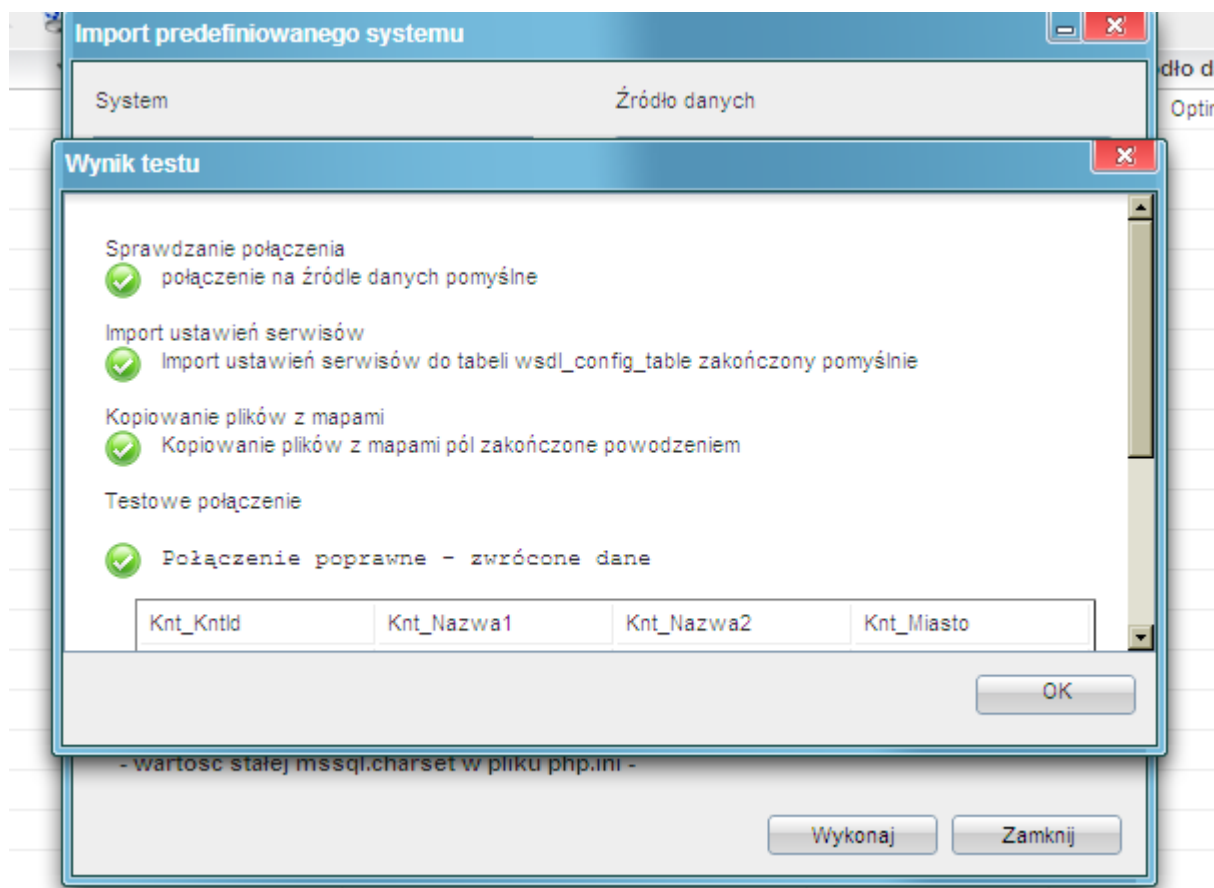 Import predefiniowanego systemu
dło d
System Źródło danych
Optir
Wynik testu
Sprawdzanie połączenia
połączenie na źródle danych pomyślne
Import ustawień serwisów
Import ustawień serwisów do tabeli wsdl_config_table zakończony pomyślnie
Kopiowanie plików z mapami
Kopiowanie plików z mapami pól zakończone powodzeniem
Testowe połączenie
Połączenie poprawne - zwrócone dane
Knt_KntId Knt_Nazwa1 Knt_Nazwa2 Knt_Miasto
OK
- wartość stałej mssql.charset w pliku php.ini -
Wykonaj Zamknij